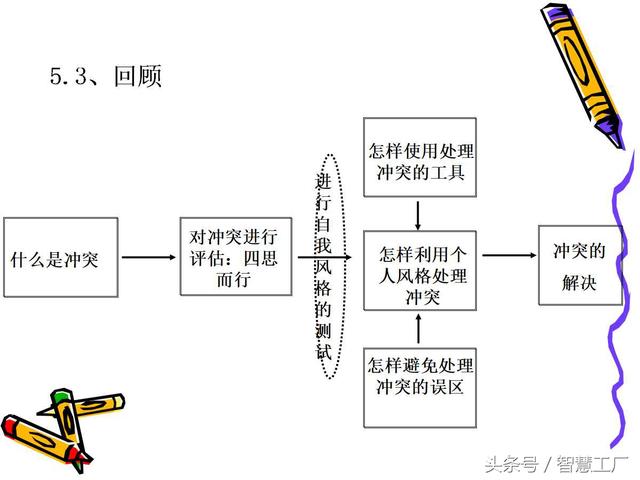 5.3、回顾
什么是冲突
对冲突进行
评估：四思
而行
进行自我风格的测试
怎样使用处理
冲突的工具
怎样利用个
人风格处理
冲突
怎样避免处理
冲突的误区
冲突的
解决
头条号／智慧工厂